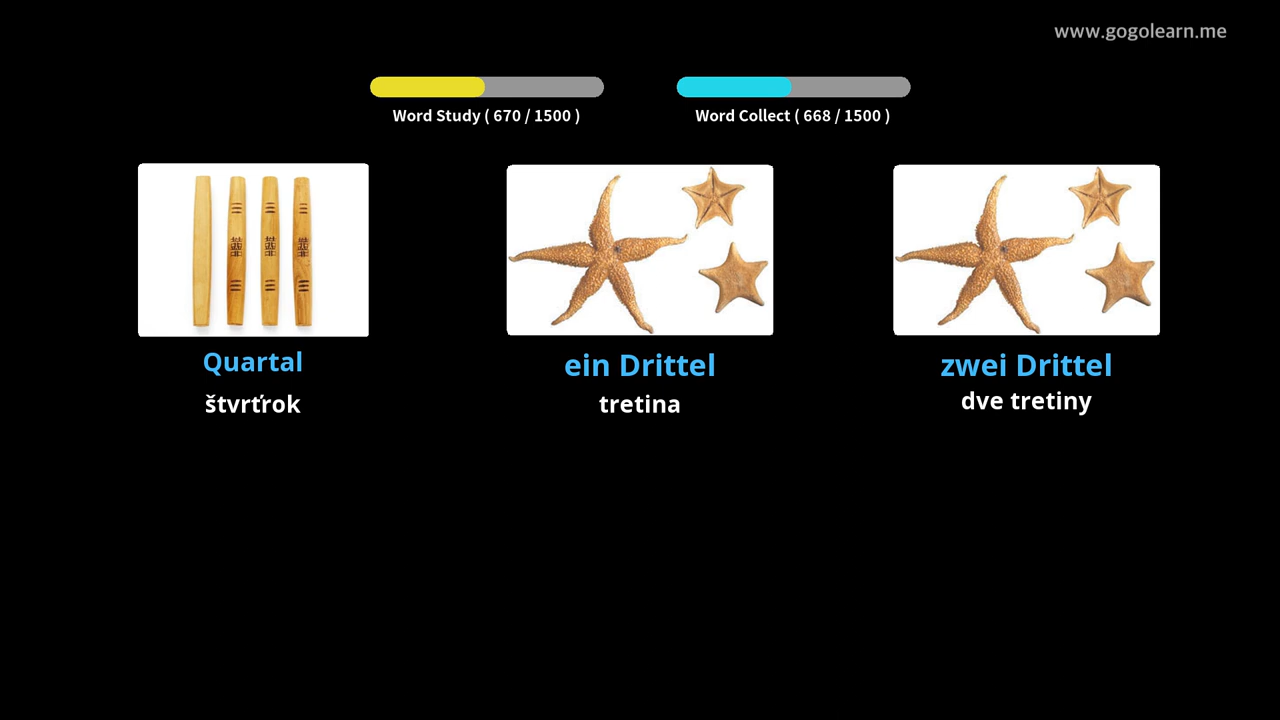 www.gogolearn.me
Word Study ( 670 / 1500 )
Word Collect ( 668 / 1500 )
Quartal
ein Drittel
zwei Drittel
štvrťrok
tretina
dve tretiny